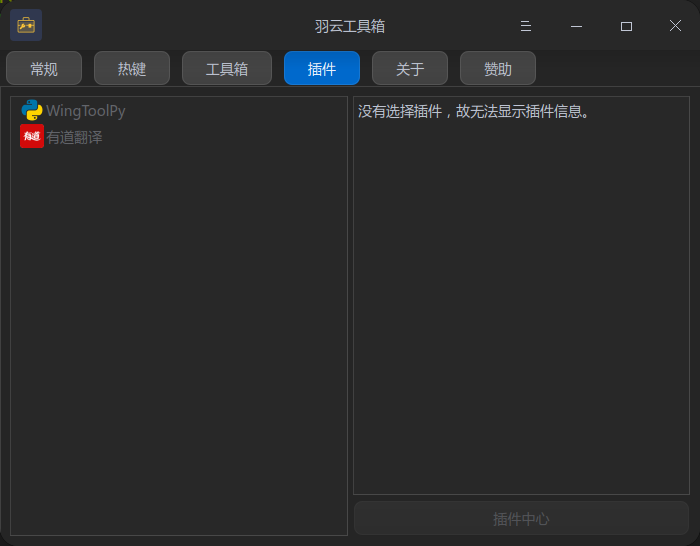 羽云工具箱
常规 热键 工具箱 插件 关于 赞助
WingToolPy
有道 有道翻译
没有选择插件，故无法显示插件信息。
插件中心